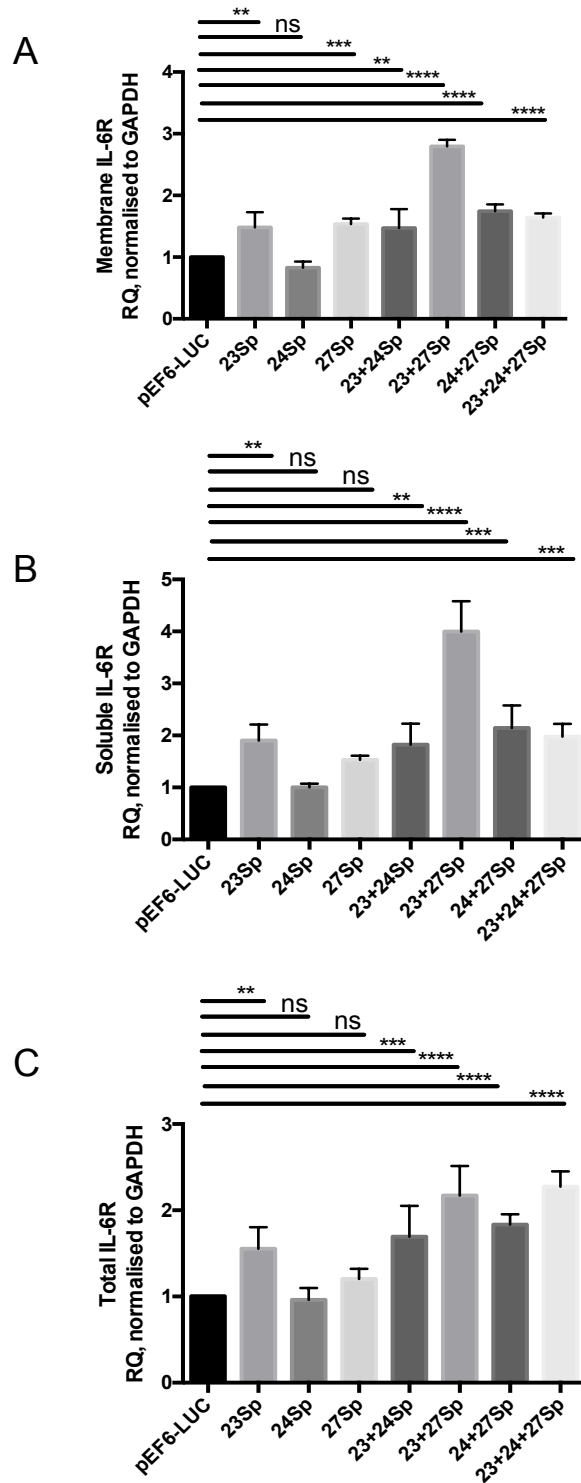 A
**
ns
***
**
****
****
****
Membrane IL-6R
RQ, normalised to GAPDH
4
3
2
1
0
pEF6-LUC
23Sp
24Sp
27Sp
23+24Sp
23+27Sp
24+27Sp
23+24+27Sp
B
**
ns
ns
**
****
***
***
Soluble IL-6R
RQ, normalised to GAPDH
5
4
3
2
1
0
pEF6-LUC
23Sp
24Sp
27Sp
23+24Sp
23+27Sp
24+27Sp
23+24+27Sp
C
**
ns
ns
***
****
****
****
Total IL-6R
RQ, normalised to GAPDH
3
2
1
0
pEF6-LUC
23Sp
24Sp
27Sp
23+24Sp
23+27Sp
24+27Sp
23+24+27Sp